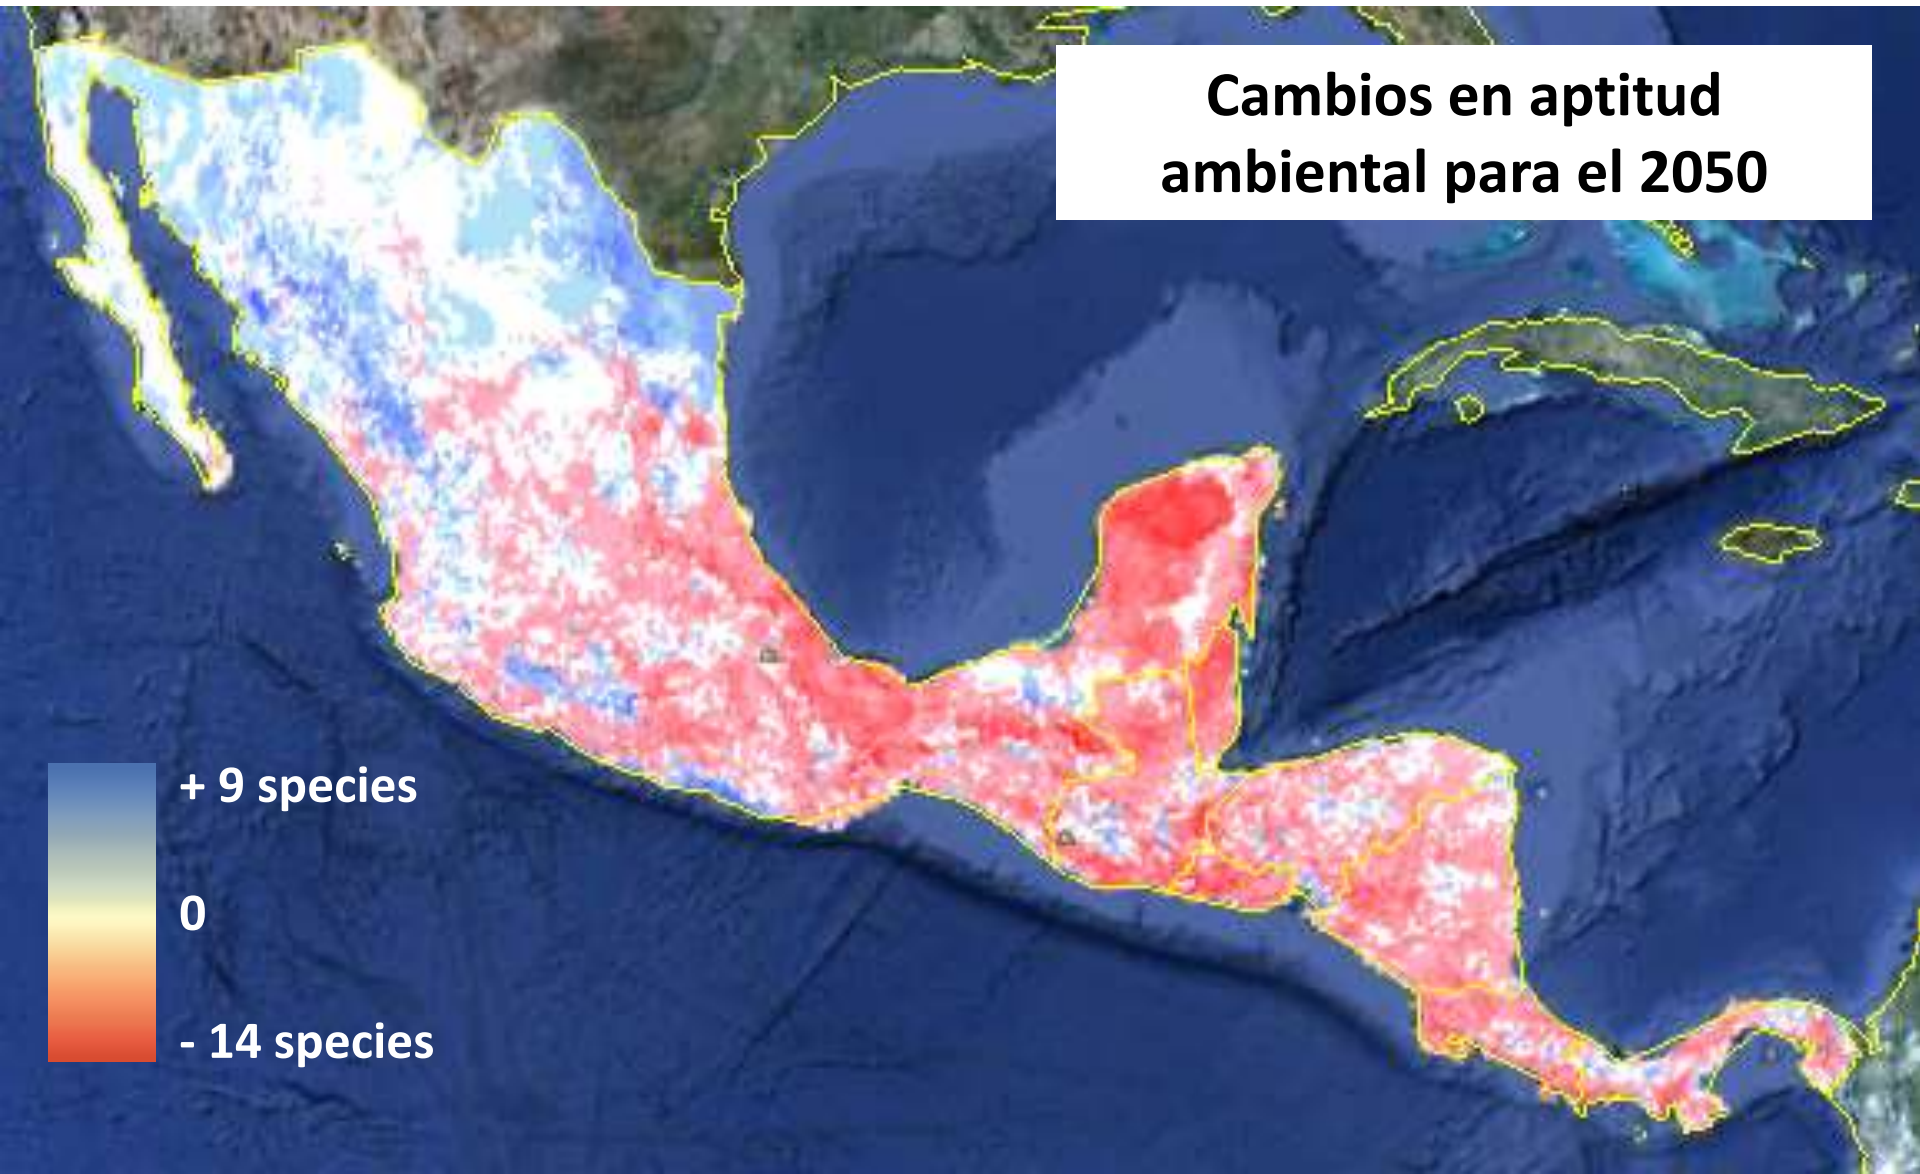 Cambios en aptitud
ambiental para el 2050
+ 9 species
0
- 14 species